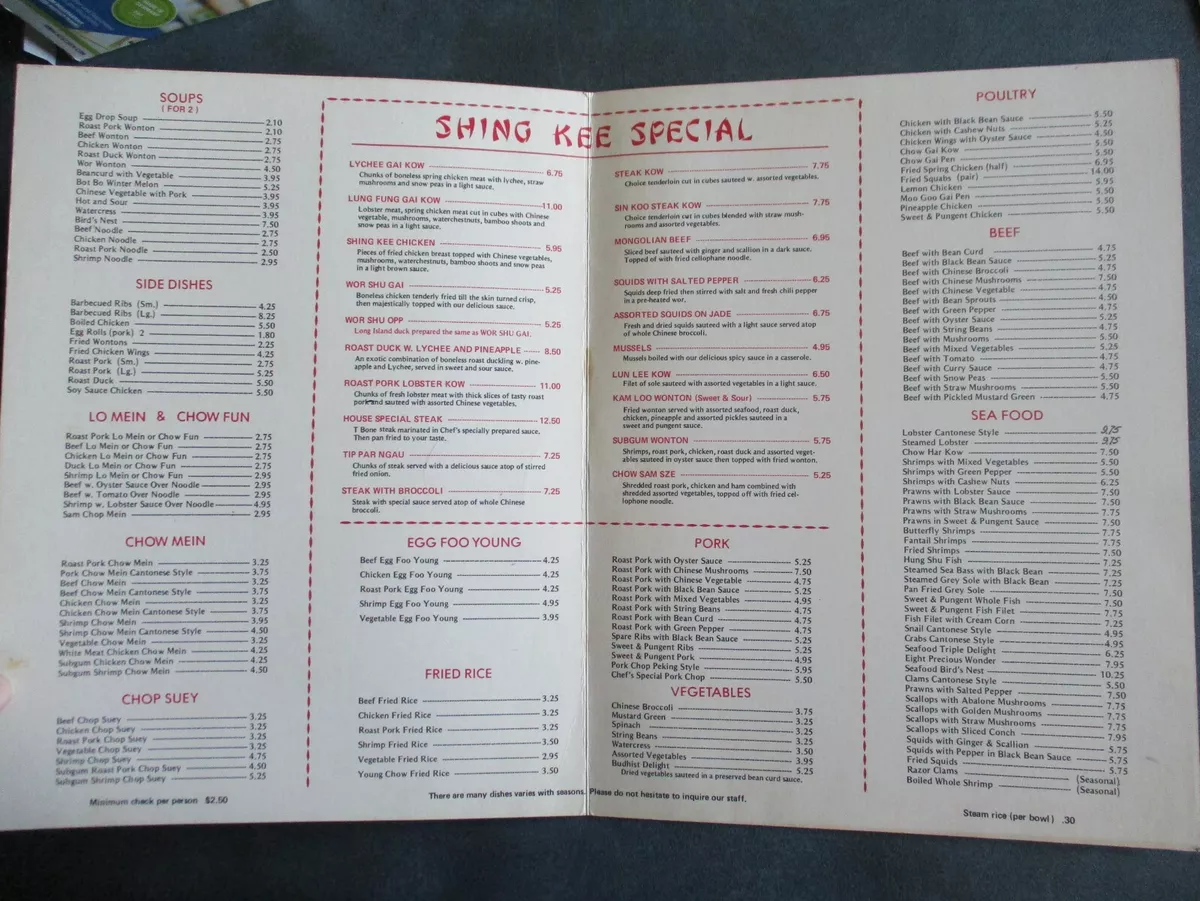 SOUPS
( FOR 2 )
Egg Drop Soup 2.10
Roast Pork Wonton 2.10
Beef Wonton 2.75
Chicken Wonton 2.75
Roast Duck Wonton 2.75
Wor Wonton 4.50
Beancurd with Vegetable 3.95
Bot Bo Winter Melon 5.25
Chinese Vegetable with Pork 3.95
Hot and Sour 3.95
Watercress 3.95
Bird's Nest 7.50
Beef Noodle 2.75
Chicken Noodle 2.75
Roast Pork Noodle 2.50
Shrimp Noodle 2.95
SIDE DISHES
Barbecued Ribs (Sm.) 4.25
Barbecued Ribs (Lg.) 8.25
Boiled Chicken 5.50
Egg Rolls (pork) 2 1.80
Fried Wontons 2.25
Fried Chicken Wings 4.25
Roast Pork (Sm.) 2.75
Roast Pork (Lg.) 5.25
Roast Duck 5.50
Soy Sauce Chicken 5.50
LO MEIN & CHOW FUN
Roast Pork Lo Mein or Chow Fun 2.75
Beef Lo Mein or Chow Fun 2.75
Chicken Lo Mein or Chow Fun 2.75
Duck Lo Mein or Chow Fun 2.75
Shrimp Lo Mein or Chow Fun 2.95
Beef w. Oyster Sauce Over Noodle 2.95
Beef w. Tomato Over Noodle 2.95
Shrimp w. Lobster Sauce Over Noodle 4.95
Sam Chop Mein 2.95
CHOW MEIN
Roast Pork Chow Mein 3.25
Pork Chow Mein Cantonese Style 3.75
Beef Chow Mein 3.25
Beef Chow Mein Cantonese Style 3.75
Chicken Chow Mein 3.25
Chicken Chow Mein Cantonese Style 3.75
Shrimp Chow Mein 3.95
Shrimp Chow Mein Cantonese Style 4.50
Vegetable Chow Mein 3.25
White Meat Chicken Chow Mein 4.25
Subgum Chicken Chow Mein 4.25
Subgum Shrimp Chow Mein 4.50
CHOP SUEY
Beef Chop Suey 3.25
Chicken Chop Suey 3.25
Roast Pork Chop Suey 3.25
Vegetable Chop Suey 3.25
Shrimp Chop Suey 4.75
Subgum Roast Pork Chop Suey 4.50
Subgum Shrimp Chop Suey 5.25
Minimum check per person $2.50
SHING KEE SPECIAL
LYCHEE GAI KOW 6.75
Chunks of boneless spring chicken meat with lychee, straw
mushrooms and snow peas in a light sauce.
LUNG FUNG GAI KOW 11.00
Lobster meat, spring chicken meat cut in cubes with Chinese
vegetable, mushrooms, waterchestnuts, bamboo shoots and
snow peas in a light sauce.
SHING KEE CHICKEN 5.95
Pieces of fried chicken breast topped with Chinese vegetables,
mushrooms, waterchestnuts, bamboo shoots and snow peas
in a light brown sauce.
WOR SHU GAI 5.25
Boneless chicken tenderly fried till the skin turned crisp,
then majestically topped with our delicious sauce.
WOR SHU OPP 5.25
Long Island duck prepared the same as WOR SHU GAI.
ROAST DUCK W. LYCHEE AND PINEAPPLE 8.50
An exotic combination of boneless roast duckling w. pine-
apple and Lychee, served in sweet and sour sauce.
ROAST PORK LOBSTER KOW 11.00
Chunks of fresh lobster meat with thick slices of tasty roast
pork and sauteed with assorted Chinese vegetables.
HOUSE SPECIAL STEAK 12.50
T Bone steak marinated in Chef's specially prepared sauce.
Then pan fried to your taste.
TIP PAR NGAU 7.25
Chunks of steak served with a delicious sauce atop of stirred
fried onion.
STEAK WITH BROCCOLI 7.25
Steak with special sauce served atop of whole Chinese
broccoli.
STEAK KOW 7.75
Choice tenderloin cut in cubes sauteed w. assorted vegetables.
SIN KOO STEAK KOW 7.75
Choice tenderloin cut in cubes blended with straw mush-
rooms and assorted vegetables.
MONGOLIAN BEEF 6.95
Sliced beef sauteed with ginger and scallion in a dark sauce.
Topped of with fried cellophane noodle.
SQUIDS WITH SALTED PEPPER 6.25
Squids deep fried then stirred with salt and fresh chili pepper
in a pre-heated wor.
ASSORTED SQUIDS ON JADE 6.75
Fresh and dried squids sauteed with a light sauce served atop
of whole Chinese broccoli.
MUSSELS 4.95
Mussels boiled with our delicious spicy sauce in a casserole.
LUN LEE KOW 6.50
Filet of sole sauteed with assorted vegetables in a light sauce.
KAM LOO WONTON (Sweet & Sour) 5.75
Fried wonton served with assorted seafood, roast duck,
chicken, pineapple and assorted pickles sauteed in a
sweet and pungent sauce.
SUBGUM WONTON 5.75
Shrimps, roast pork, chicken, roast duck and assorted veget-
ables sauteed in oyster sauce then topped with fried wonton.
CHOW SAM SZE 5.25
Shredded roast pork, chicken and ham combined with
shredded assorted vegetables, topped off with fried cel-
lophone noodle.
EGG FOO YOUNG
Beef Egg Foo Young 4.25
Chicken Egg Foo Young 4.25
Roast Pork Egg Foo Young 4.25
Shrimp Egg Foo Young 4.95
Vegetable Egg Foo Young 3.95
FRIED RICE
Beef Fried Rice 3.25
Chicken Fried Rice 3.25
Roast Pork Fried Rice 3.25
Shrimp Fried Rice 3.50
Vegetable Fried Rice 2.95
Young Chow Fried Rice 3.50
PORK
Roast Pork with Oyster Sauce 5.25
Roast Pork with Chinese Mushrooms 7.50
Roast Pork with Chinese Vegetable 4.75
Roast Pork with Black Bean Sauce 5.25
Roast Pork with Mixed Vegetables 4.95
Roast Pork with String Beans 4.75
Roast Pork with Bean Curd 4.75
Roast Pork with Green Pepper 4.75
Spare Ribs with Black Bean Sauce 5.25
Sweet & Pungent Ribs 5.25
Sweet & Pungent Pork 4.95
Pork Chop Peking Style 5.95
Chef's Special Pork Chop 5.50
VEGETABLES
Chinese Broccoli 3.75
Mustard Green 3.25
Spinach 3.25
String Beans 3.25
Watercress 3.50
Assorted Vegetables 3.95
Budhist Delight 5.25
Dried vegetables sauteed in a preserved bean curd sauce.
There are many dishes varies with seasons. Please do not hesitate to inquire our staff.
POULTRY
Chicken with Black Bean Sauce 5.50
Chicken with Cashew Nuts 5.25
Chicken Wings with Oyster Sauce 4.90
Chow Gai Kow 5.50
Chow Gai Pen 5.50
Fried Spring Chicken (half) 6.95
Fried Squabs (pair) 14.00
Lemon Chicken 5.95
Moo Goo Gai Pen 5.50
Pineapple Chicken 5.50
Sweet & Pungent Chicken 5.50
BEEF
Beef with Bean Curd 4.75
Beef with Black Bean Sauce 5.25
Beef with Chinese Broccoli 4.75
Beef with Chinese Mushrooms 7.50
Beef with Chinese Vegetable 4.75
Beef with Bean Sprouts 4.50
Beef with Green Pepper 4.75
Beef with Oyster Sauce 5.25
Beef with String Beans 4.75
Beef with Mushrooms 5.50
Beef with Mixed Vegetables 5.25
Beef with Tomato 4.75
Beef with Curry Sauce 4.75
Beef with Snow Peas 5.50
Beef with Straw Mushrooms 5.50
Beef with Pickled Mustard Green 4.75
SEA FOOD
Lobster Cantonese Style 9.75
Steamed Lobster 9.75
Chow Har Kow 7.50
Shrimps with Mixed Vegetables 5.50
Shrimps with Green Pepper 5.50
Shrimps with Cashew Nuts 6.25
Prawns with Lobster Sauce 7.50
Prawns with Black Bean Sauce 7.50
Prawns with Straw Mushrooms 7.75
Prawns in Sweet & Pungent Sauce 7.50
Butterfly Shrimps 7.75
Fantail Shrimps 7.75
Fried Shrimps 7.50
Hung Shu Fish 7.25
Steamed Sea Bass with Black Bean 7.25
Steamed Grey Sole with Black Bean 7.25
Pan Fried Grey Sole 7.50
Sweet & Pungent Whole Fish 7.50
Sweet & Pungent Fish Filet 7.75
Fish Filet with Cream Corn 7.25
Snail Cantonese Style 4.95
Crabs Cantonese Style 4.95
Seafood Triple Delight 6.25
Eight Precious Wonder 7.95
Seafood Bird's Nest 10.25
Clams Cantonese Style 5.50
Prawns with Salted Pepper 7.50
Scallops with Abalone Mushrooms 7.75
Scallops with Golden Mushrooms 7.75
Scallops with Straw Mushrooms 7.75
Scallops with Sliced Conch 7.95
Squids with Ginger & Scallion 5.75
Squids with Pepper in Black Bean Sauce 5.75
Fried Squids 5.75
Razor Clams (Seasonal)
Boiled Whole Shrimp (Seasonal)
Steam rice (per bowl) .30